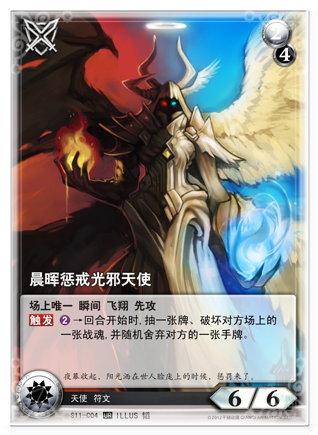 2
4
晨晖惩戒光邪天使
场上唯一 瞬间 飞翔 先攻
触发 2 →回合开始时,抽一张牌、破坏对方场上的
一张战魂,并随机舍弃对方的一张手牌。
夜幕收起,阳光洒在世人脸庞上的时候,惩罚来了。
天使 符文
6 / 6
S11-C04 UR ILLUS